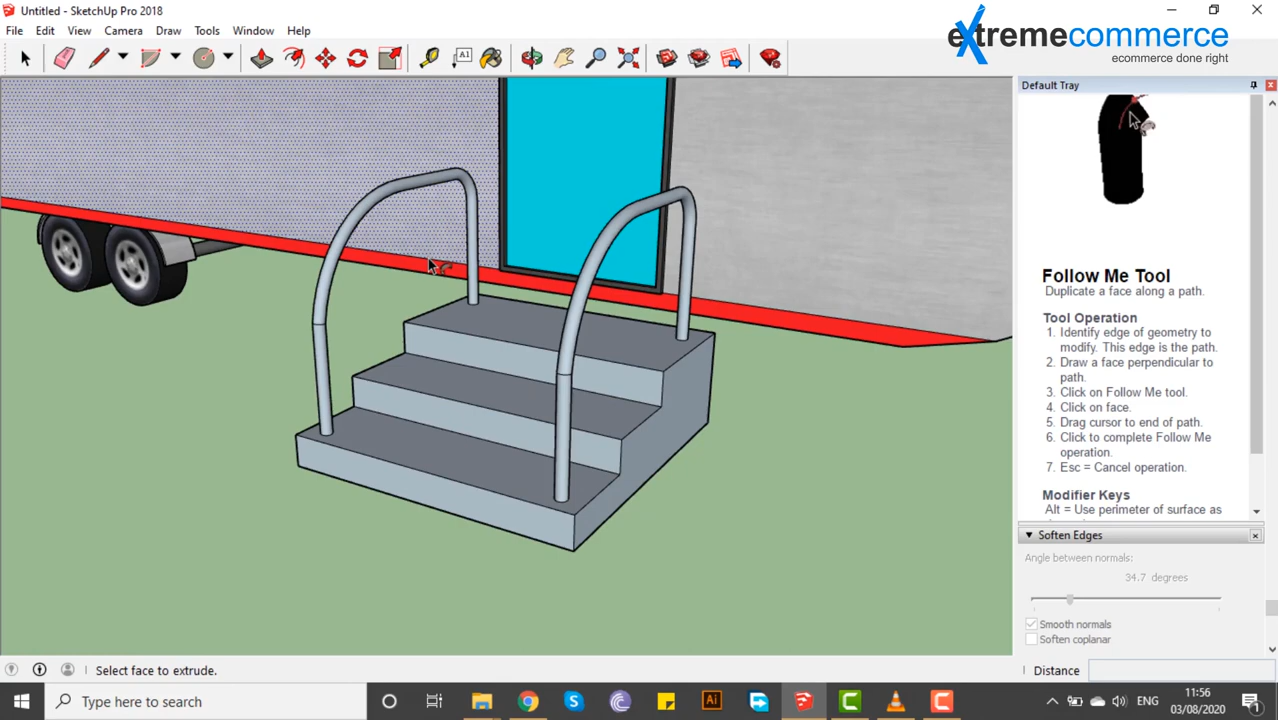 Untitled - SketchUp Pro 2018
File Edit View Camera Draw Tools Window Help
extremecommerce
ecommerce done right
A1
Default Tray
Follow Me Tool
Duplicate a face along a path.
Tool Operation
1. Identify edge of geometry to
modify. This edge is the path.
2. Draw a face perpendicular to
path.
3. Click on Follow Me tool.
4. Click on face.
5. Drag cursor to end of path.
6. Click to complete Follow Me
operation.
7. Esc = Cancel operation.
Modifier Keys
Alt = Use perimeter of surface as
Soften Edges
Angle between normals:
34.7 degrees
Smooth normals
Soften coplanar
Select face to extrude.
Distance
Type here to search
Ai
ENG
11:56
03/08/2020
1